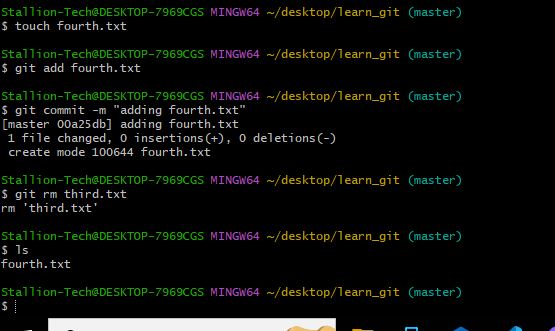 Stallion-Tech@DESKTOP-7969CGS MINGW64 ~/desktop/learn_git (master)
$ touch fourth.txt
Stallion-Tech@DESKTOP-7969CGS MINGW64 ~/desktop/learn_git (master)
$ git add fourth.txt
Stallion-Tech@DESKTOP-7969CGS MINGW64 ~/desktop/learn_git (master)
$ git commit -m "adding fourth.txt"
[master 00a25db] adding fourth.txt
1 file changed, 0 insertions(+), 0 deletions(-)
create mode 100644 fourth.txt
Stallion-Tech@DESKTOP-7969CGS MINGW64 ~/desktop/learn_git (master)
$ git rm third.txt
rm 'third.txt'
Stallion-Tech@DESKTOP-7969CGS MINGW64 ~/desktop/learn_git (master)
$ ls
fourth.txt
Stallion-Tech@DESKTOP-7969CGS MINGW64 ~/desktop/learn_git (master)
$